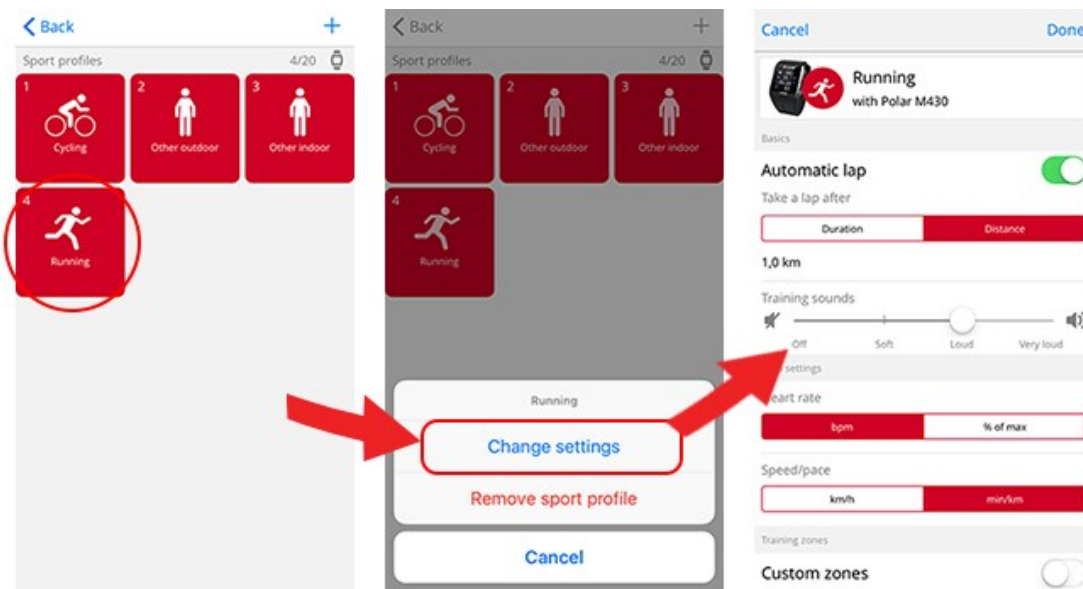 Back
Sport profiles 4/20
1 2 3
Cycling Other outdoor Other indoor
4
Running
Back
Sport profiles 4/20
1 2 3
Cycling Other outdoor Other indoor
4
Running
Running
Change settings
Remove sport profile
Cancel
Cancel Done
Running
with Polar M430
Basics
Automatic lap
Take a lap after
Duration Distance
1,0 km
Training sounds
Off Soft Loud Very loud
settings
eart rate
bpm % of max
Speed/pace
km/h min/km
Training zones
Custom zones